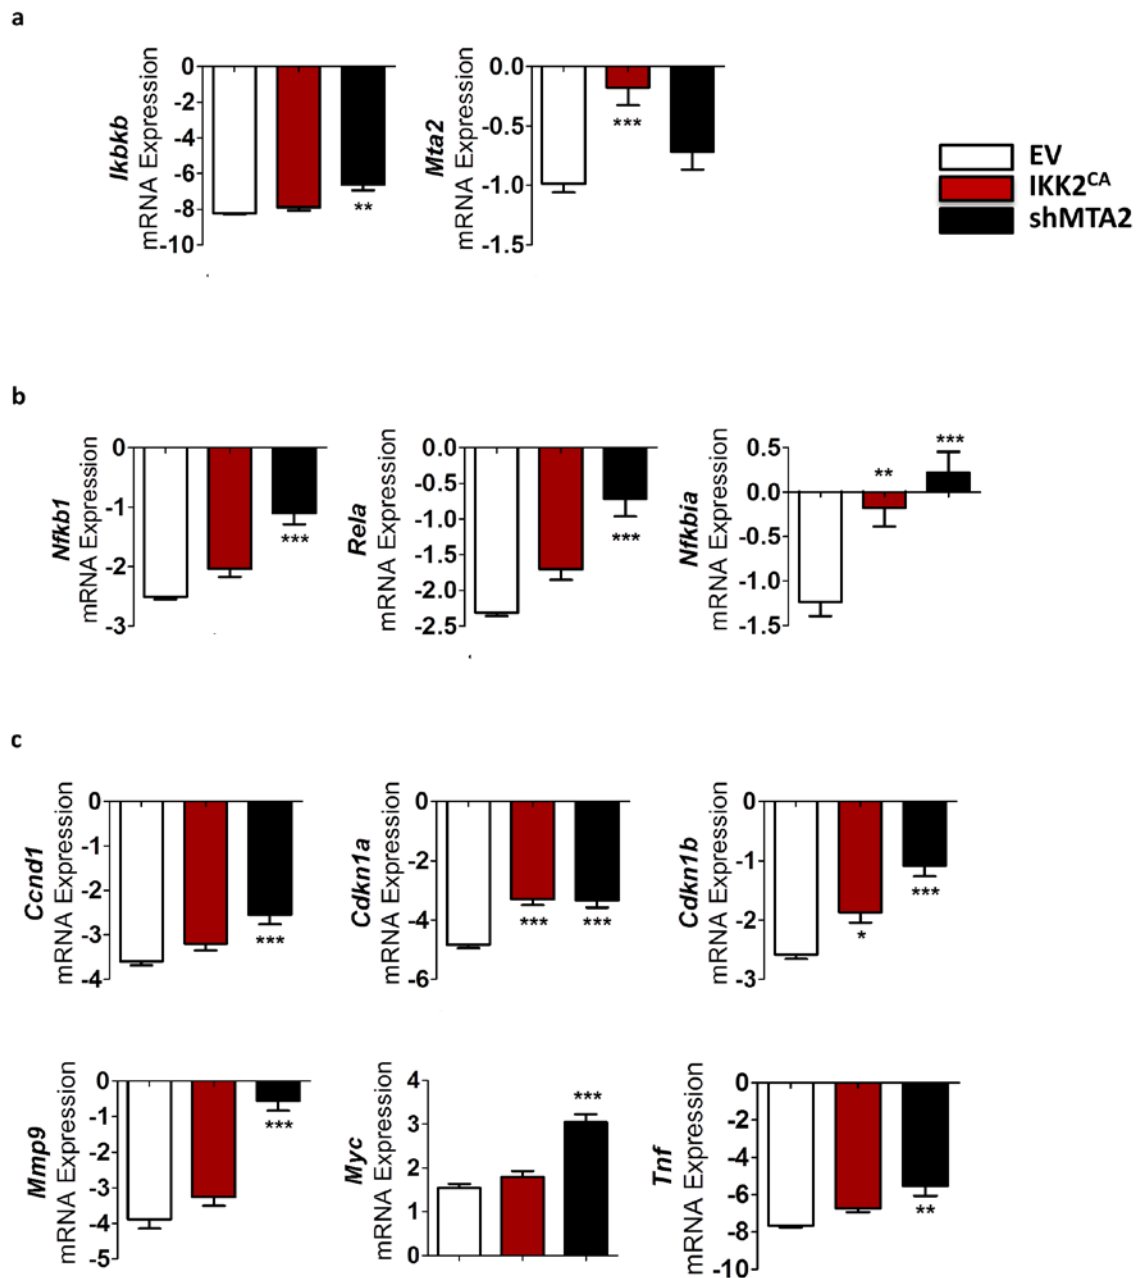 a
Ikbkb
mRNA Expression
0
-2
-4
-6
-8
-10
**
Mta2
mRNA Expression
0.0
-0.5
-1.0
-1.5
***
EV
IKK2CA
shMTA2
b
Nfkb1
mRNA Expression
0
-1
-2
-3
***
Rela
mRNA Expression
0.0
-0.5
-1.0
-1.5
-2.0
-2.5
***
Nfkbia
mRNA Expression
0.5
0.0
-0.5
-1.0
-1.5
**
***
c
Ccnd1
mRNA Expression
0
-1
-2
-3
-4
***
Cdkn1a
mRNA Expression
0
-2
-4
-6
***
***
Cdkn1b
mRNA Expression
0
-1
-2
-3
*
***
Mmp9
mRNA Expression
0
-1
-2
-3
-4
-5
***
Myc
mRNA Expression
4
3
2
1
0
***
Tnf
mRNA Expression
0
-2
-4
-6
-8
-10
**